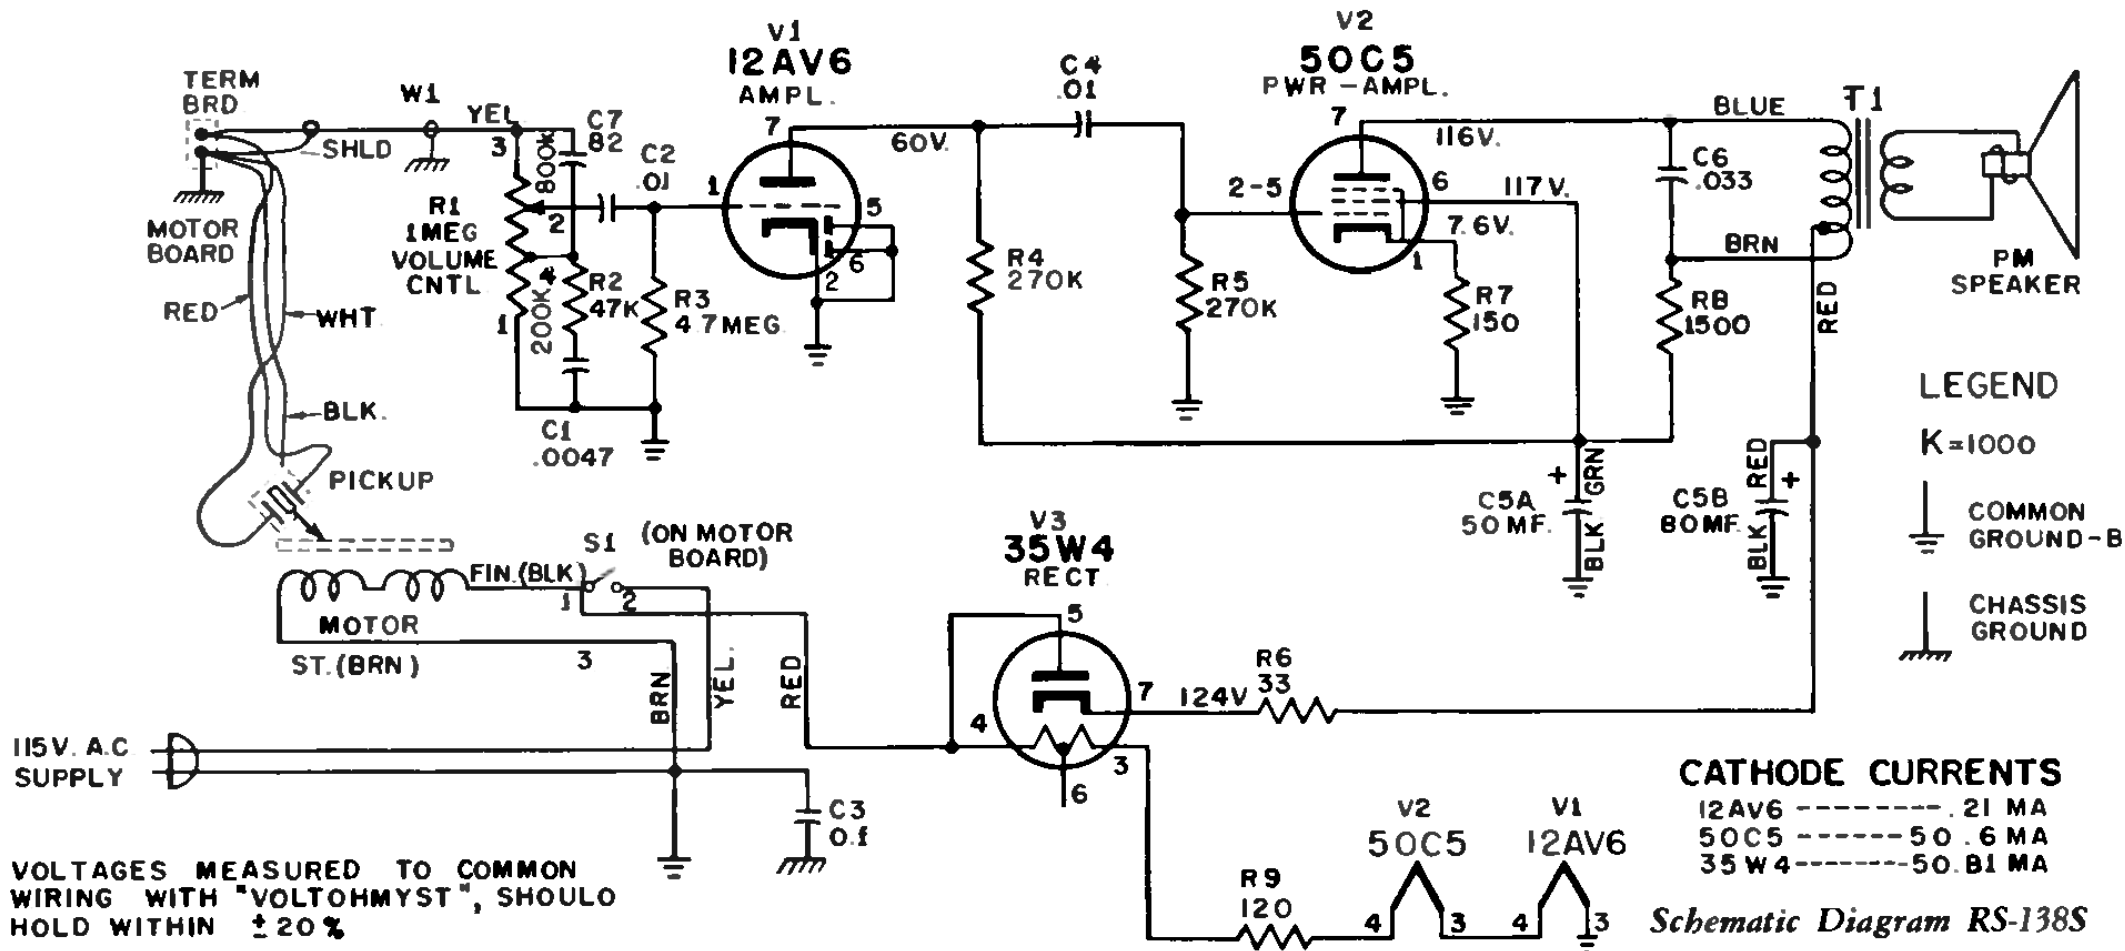 V1
12AV6
AMPL.
V2
50C5
PWR-AMPL.
TERM
BRD.
W1
YEL
SHLD
MOTOR
BOARD
RED
WHT.
BLK.
PICKUP
3
800K
C7
82
C2
.01
R1
1MEG
VOLUME
CNTL
2
4
1
200K
R2
47K
R3
4.7MEG.
C1
.0047
7
1
5
6
2
60V.
C4
.01
R4
270K
2-5
R5
270K
7
116V.
6
117V.
7.6V.
1
R7
150
C6
.033
BLUE
BRN
R8
1500
T1
RED
PM
SPEAKER
LEGEND
K=1000
COMMON
GROUND-B
CHASSIS
GROUND
C5A
50MF.
+
GRN
BLK
C5B
80MF.
RED
+
BLK
S1
(ON MOTOR
BOARD)
FIN.(BLK)
1
2
MOTOR
ST.(BRN)
3
BRN
YEL.
RED
115V. A.C
SUPPLY
C3
0.1
V3
35W4
RECT
5
7
4
3
6
124V
R6
33
R9
120
V2
50C5
4
3
V1
12AV6
4
3
CATHODE CURRENTS
12AV6 -------- .21 MA
50C5 ------ 50.6 MA
35W4 ------- 50.81 MA
VOLTAGES MEASURED TO COMMON
WIRING WITH "VOLTOHMYST", SHOULD
HOLD WITHIN ±20%
Schematic Diagram RS-138S